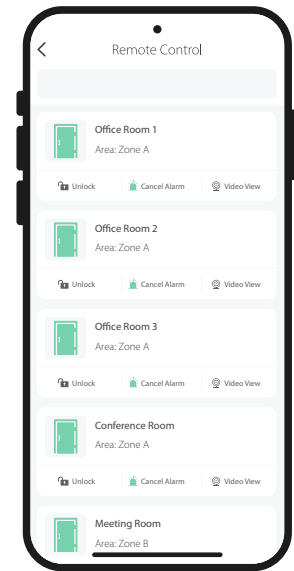 Remote Control
Office Room 1
Area: Zone A
Unlock Cancel Alarm Video View
Office Room 2
Area: Zone A
Unlock Cancel Alarm Video View
Office Room 3
Area: Zone A
Unlock Cancel Alarm Video View
Conference Room
Area: Zone A
Unlock Cancel Alarm Video View
Meeting Room
Area: Zone B